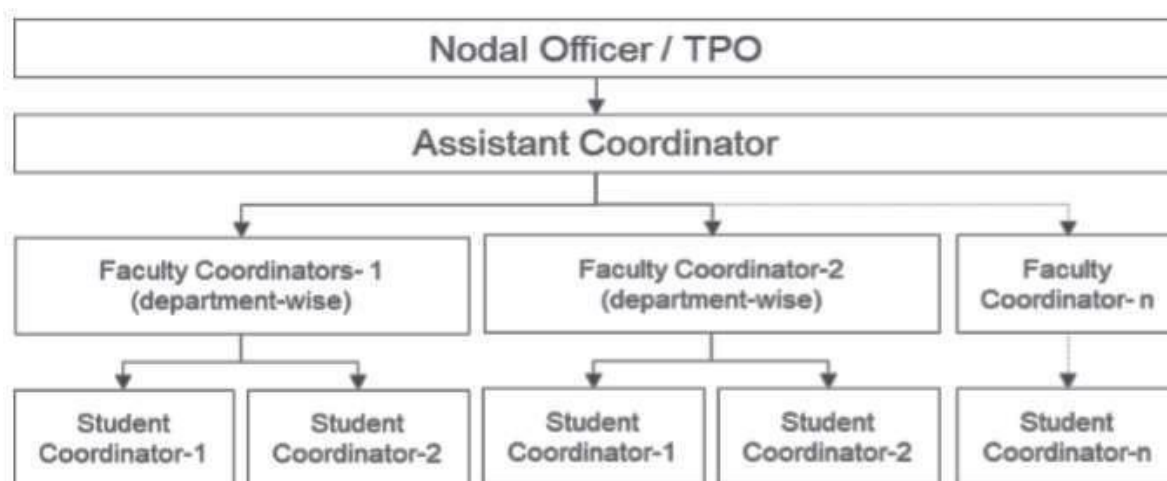 Nodal Officer / TPO
Assistant Coordinator
Faculty Coordinators- 1
(department-wise)
Faculty Coordinator-2
(department-wise)
Faculty
Coordinator- n
Student
Coordinator-1
Student
Coordinator-2
Student
Coordinator-1
Student
Coordinator-2
Student
Coordinator-n